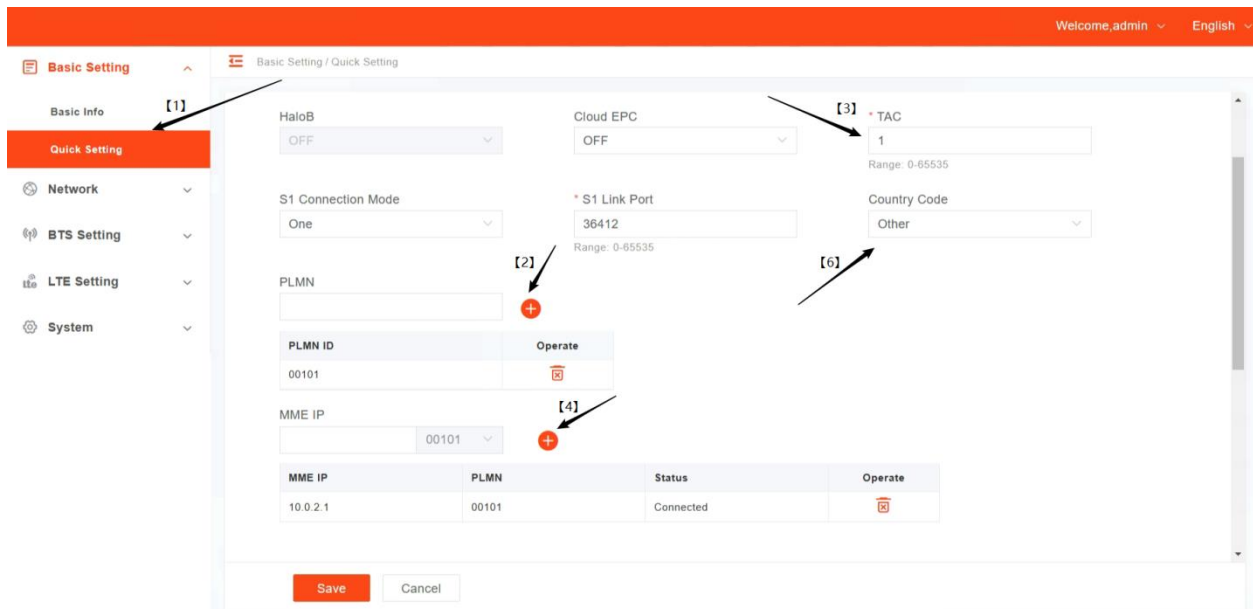 Welcome,admin English
Basic Setting
Basic Setting / Quick Setting
Basic Info
【1】
Quick Setting
Network
BTS Setting
LTE Setting
System
HaloB
OFF
Cloud EPC
OFF
【3】
* TAC
1
Range: 0-65535
S1 Connection Mode
One
* S1 Link Port
36412
Range: 0-65535
Country Code
Other
【2】
【6】
PLMN
PLMN ID Operate
00101
【4】
MME IP
00101
MME IP PLMN Status Operate
10.0.2.1 00101 Connected
Save Cancel